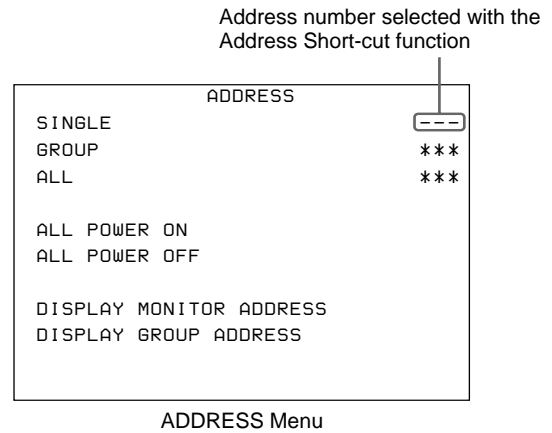 Address number selected with the
Address Short-cut function
ADDRESS
SINGLE ---
GROUP ***
ALL ***
ALL POWER ON
ALL POWER OFF
DISPLAY MONITOR ADDRESS
DISPLAY GROUP ADDRESS
ADDRESS Menu